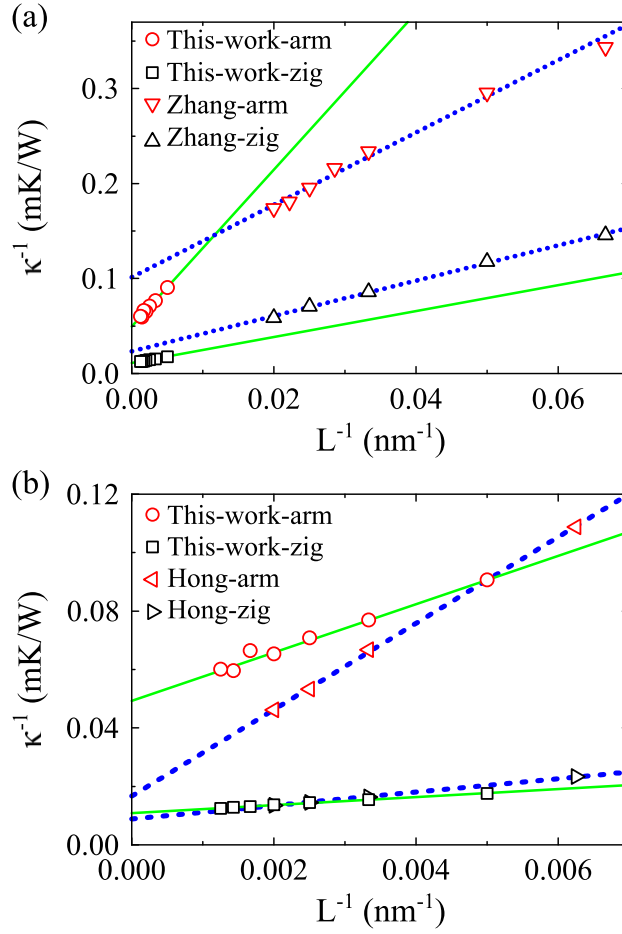 (a)
This-work-arm
This-work-zig
Zhang-arm
Zhang-zig
κ⁻¹ (mK/W)
0.3
0.2
0.1
0.0
0.00 0.02 0.04 0.06
L⁻¹ (nm⁻¹)
(b)
This-work-arm
This-work-zig
Hong-arm
Hong-zig
κ⁻¹ (mK/W)
0.12
0.08
0.04
0.00
0.000 0.002 0.004 0.006
L⁻¹ (nm⁻¹)